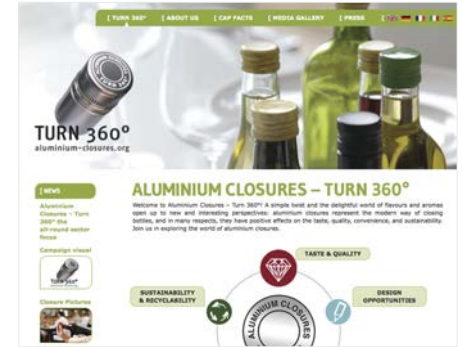 [ TURN 360° [ ABOUT US [ CAP FACTS [ MEDIA GALLERY [ PRESS [
TURN 360°
aluminium-closures.org
[ NEWS
Aluminium
Closures – Turn
360° the
all-round sector
focus
Campaign visual
TURN 360°
Closure Pictures
ALUMINIUM CLOSURES – TURN 360°
Welcome to Aluminium Closures – Turn 360°! A simple twist and the delightful world of flavours and aromas
open up to new and interesting perspectives: aluminium closures represent the modern way of closing
bottles, and in many respects, they have positive effects on the taste, quality, convenience, and sustainability.
Join us in exploring the world of aluminium closures.
TASTE & QUALITY
SUSTAINABILITY
& RECYCLABILITY
DESIGN
OPPORTUNITIES
ALUMINIUM CLOSURES